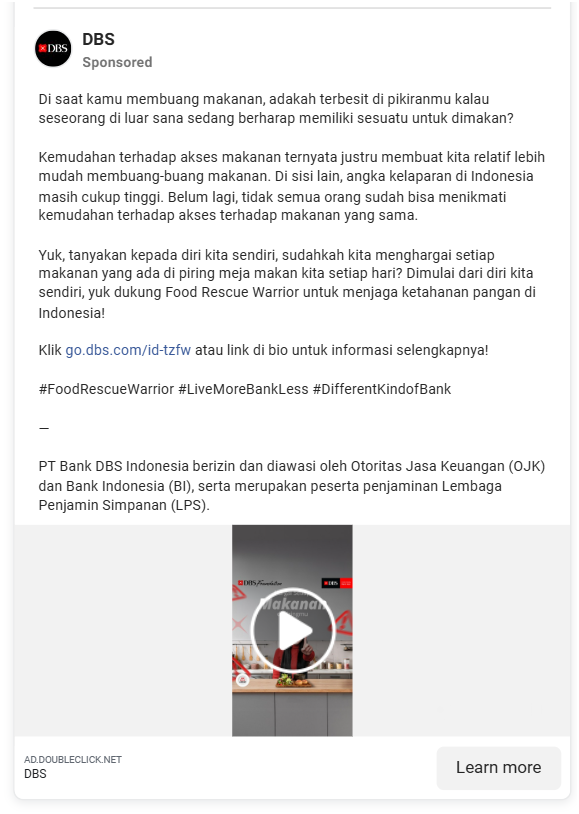 DBS
DBS
Sponsored
Di saat kamu membuang makanan, adakah terbesit di pikiranmu kalau
seseorang di luar sana sedang berharap memiliki sesuatu untuk dimakan?
Kemudahan terhadap akses makanan ternyata justru membuat kita relatif lebih
mudah membuang-buang makanan. Di sisi lain, angka kelaparan di Indonesia
masih cukup tinggi. Belum lagi, tidak semua orang sudah bisa menikmati
kemudahan terhadap akses terhadap makanan yang sama.
Yuk, tanyakan kepada diri kita sendiri, sudahkah kita menghargai setiap
makanan yang ada di piring meja makan kita setiap hari? Dimulai dari diri kita
sendiri, yuk dukung Food Rescue Warrior untuk menjaga ketahanan pangan di
Indonesia!
Klik go.dbs.com/id-tzfw atau link di bio untuk informasi selengkapnya!
#FoodRescueWarrior #LiveMoreBankLess #DifferentKindofBank
—
PT Bank DBS Indonesia berizin dan diawasi oleh Otoritas Jasa Keuangan (OJK)
dan Bank Indonesia (BI), serta merupakan peserta penjaminan Lembaga
Penjamin Simpanan (LPS).
DBS Foundation
DBS
Makanan
AD.DOUBLECLICK.NET
DBS
Learn more